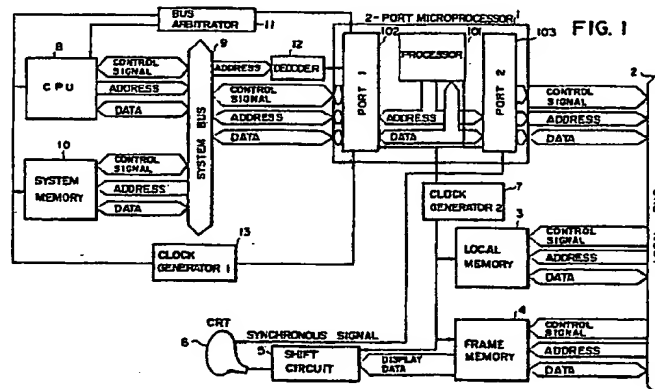 FIG. 1
BUS
ARBITRATOR
11
2-PORT MICROPROCESSOR
1
102
101
103
8
CPU
CONTROL
SIGNAL
ADDRESS
DATA
9
SYSTEM BUS
ADDRESS
12
DECODER
CONTROL
SIGNAL
ADDRESS
DATA
PORT 1
PROCESSOR
ADDRESS
DATA
PORT 2
CONTROL
SIGNAL
ADDRESS
DATA
2
10
SYSTEM
MEMORY
CONTROL
SIGNAL
ADDRESS
DATA
7
CLOCK
GENERATOR 2
3
LOCAL
MEMORY
CONTROL
SIGNAL
ADDRESS
DATA
13
CLOCK
GENERATOR 1
4
FRAME
MEMORY
CONTROL
SIGNAL
ADDRESS
DATA
CRT
6
SYNCHRONOUS SIGNAL
5
SHIFT
CIRCUIT
DISPLAY
DATA